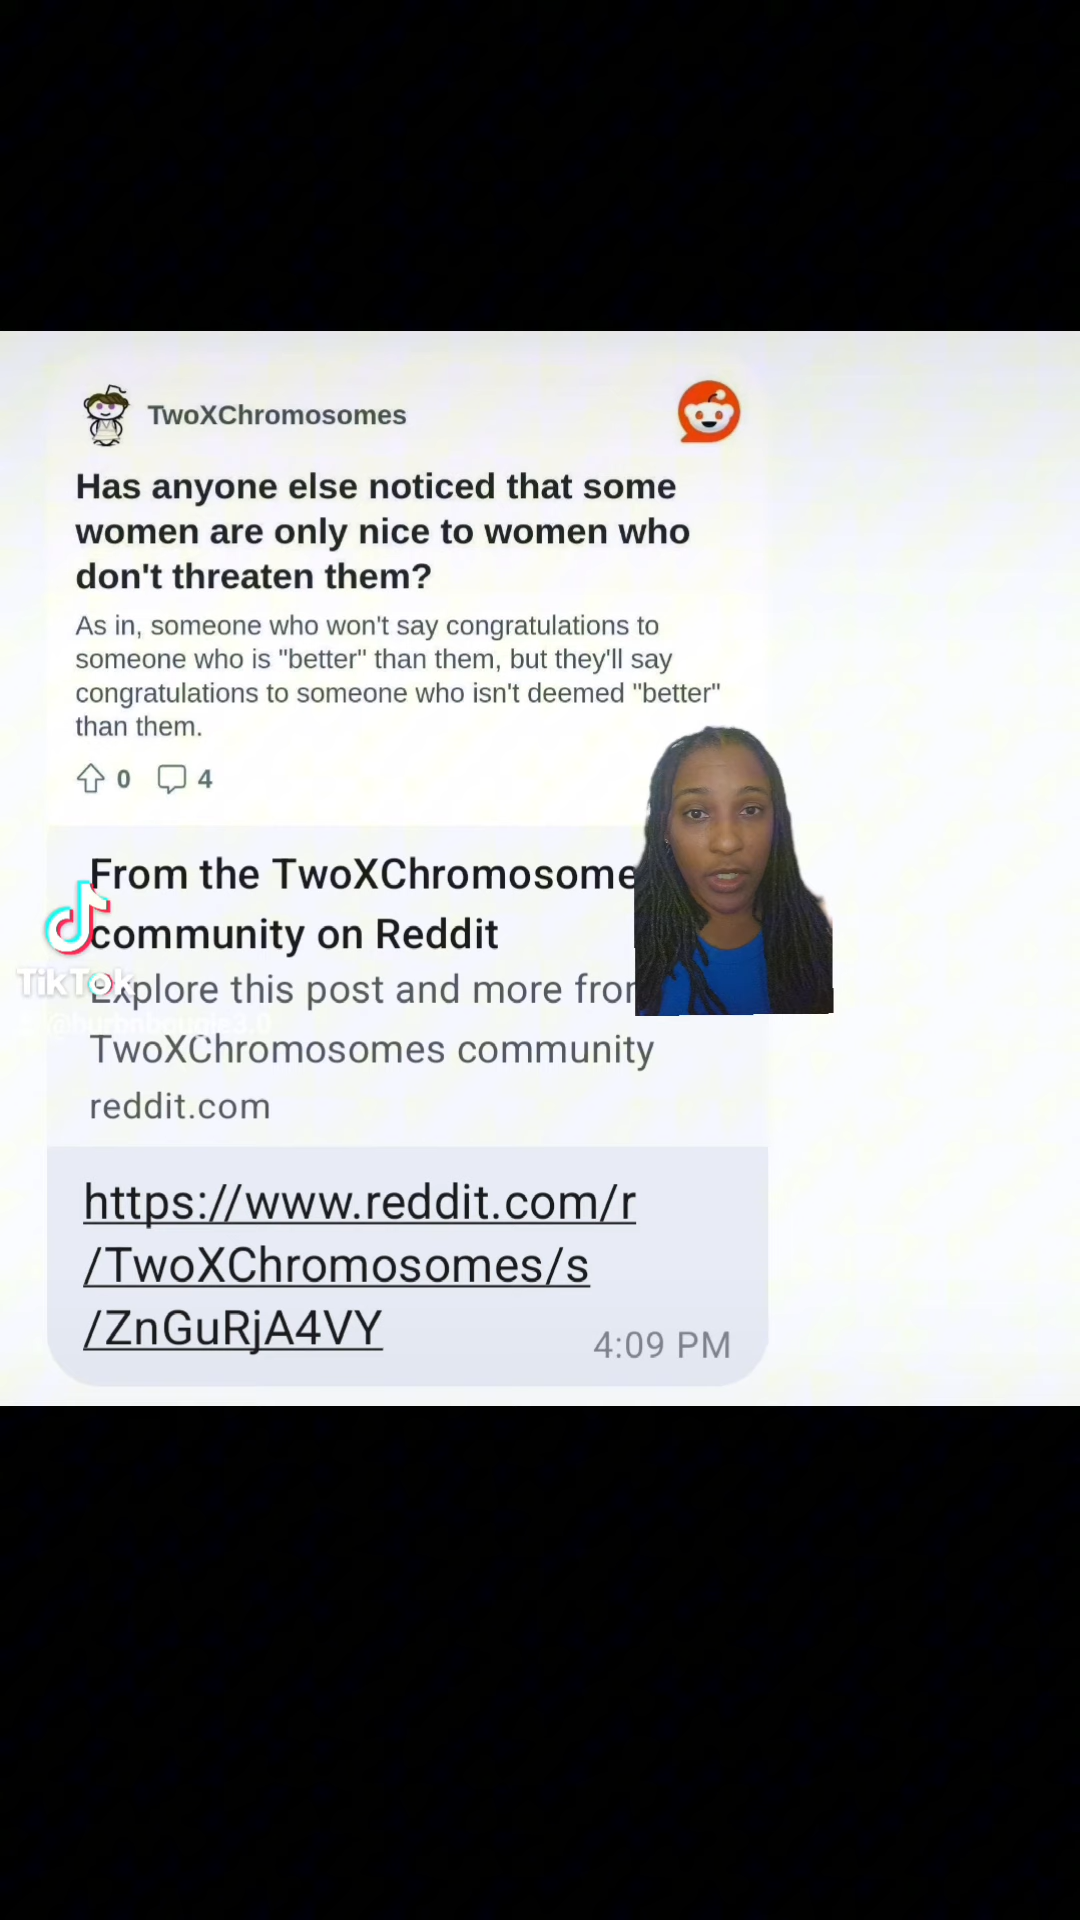 TwoXChromosomes
Has anyone else noticed that some
women are only nice to women who
don't threaten them?
As in, someone who won't say congratulations to
someone who is "better" than them, but they'll say
congratulations to someone who isn't deemed "better"
than them.
0 4
From the TwoXChromosome
community on Reddit
TikTok
Explore this post and more from
TwoXChromosomes community
reddit.com
https://www.reddit.com/r
/TwoXChromosomes/s
/ZnGuRjA4VY
4:09 PM